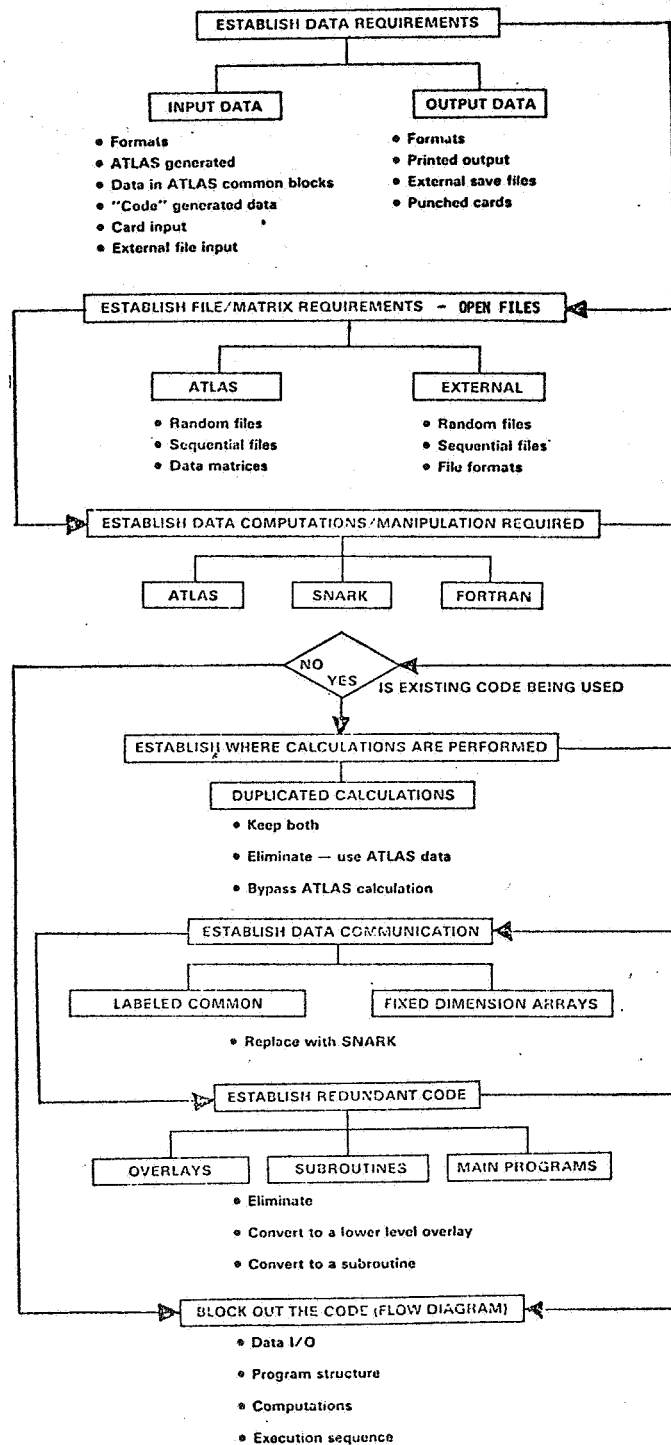 ESTABLISH DATA REQUIREMENTS
INPUT DATA
• Formats
• ATLAS generated
• Data in ATLAS common blocks
• "Code" generated data
• Card input
• External file input
OUTPUT DATA
• Formats
• Printed output
• External save files
• Punched cards
ESTABLISH FILE/MATRIX REQUIREMENTS - OPEN FILES
ATLAS
• Random files
• Sequential files
• Data matrices
EXTERNAL
• Random files
• Sequential files
• File formats
ESTABLISH DATA COMPUTATIONS/MANIPULATION REQUIRED
ATLAS
SNARK
FORTRAN
NO
YES
IS EXISTING CODE BEING USED
ESTABLISH WHERE CALCULATIONS ARE PERFORMED
DUPLICATED CALCULATIONS
• Keep both
• Eliminate — use ATLAS data
• Bypass ATLAS calculation
ESTABLISH DATA COMMUNICATION
LABELED COMMON
FIXED DIMENSION ARRAYS
• Replace with SNARK
ESTABLISH REDUNDANT CODE
OVERLAYS
SUBROUTINES
MAIN PROGRAMS
• Eliminate
• Convert to a lower level overlay
• Convert to a subroutine
BLOCK OUT THE CODE (FLOW DIAGRAM)
• Data I/O
• Program structure
• Computations
• Execution sequence